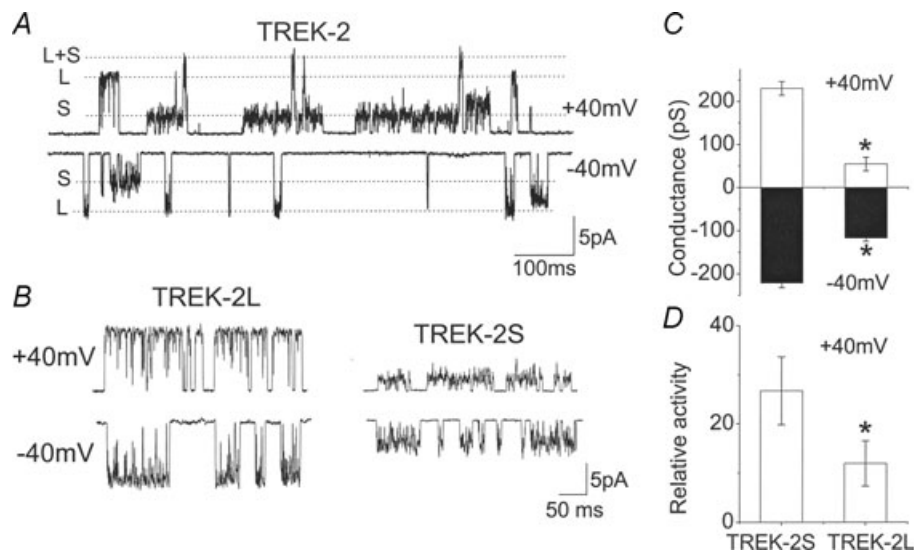 A
TREK-2
L+S
L
S
+40mV
-40mV
S
L
5pA
100ms
B
TREK-2L
TREK-2S
+40mV
-40mV
5pA
50 ms
C
Conductance (pS)
200
100
0
-100
-200
+40mV
*
*
-40mV
D
Relative activity
40
20
0
+40mV
*
TREK-2S TREK-2L